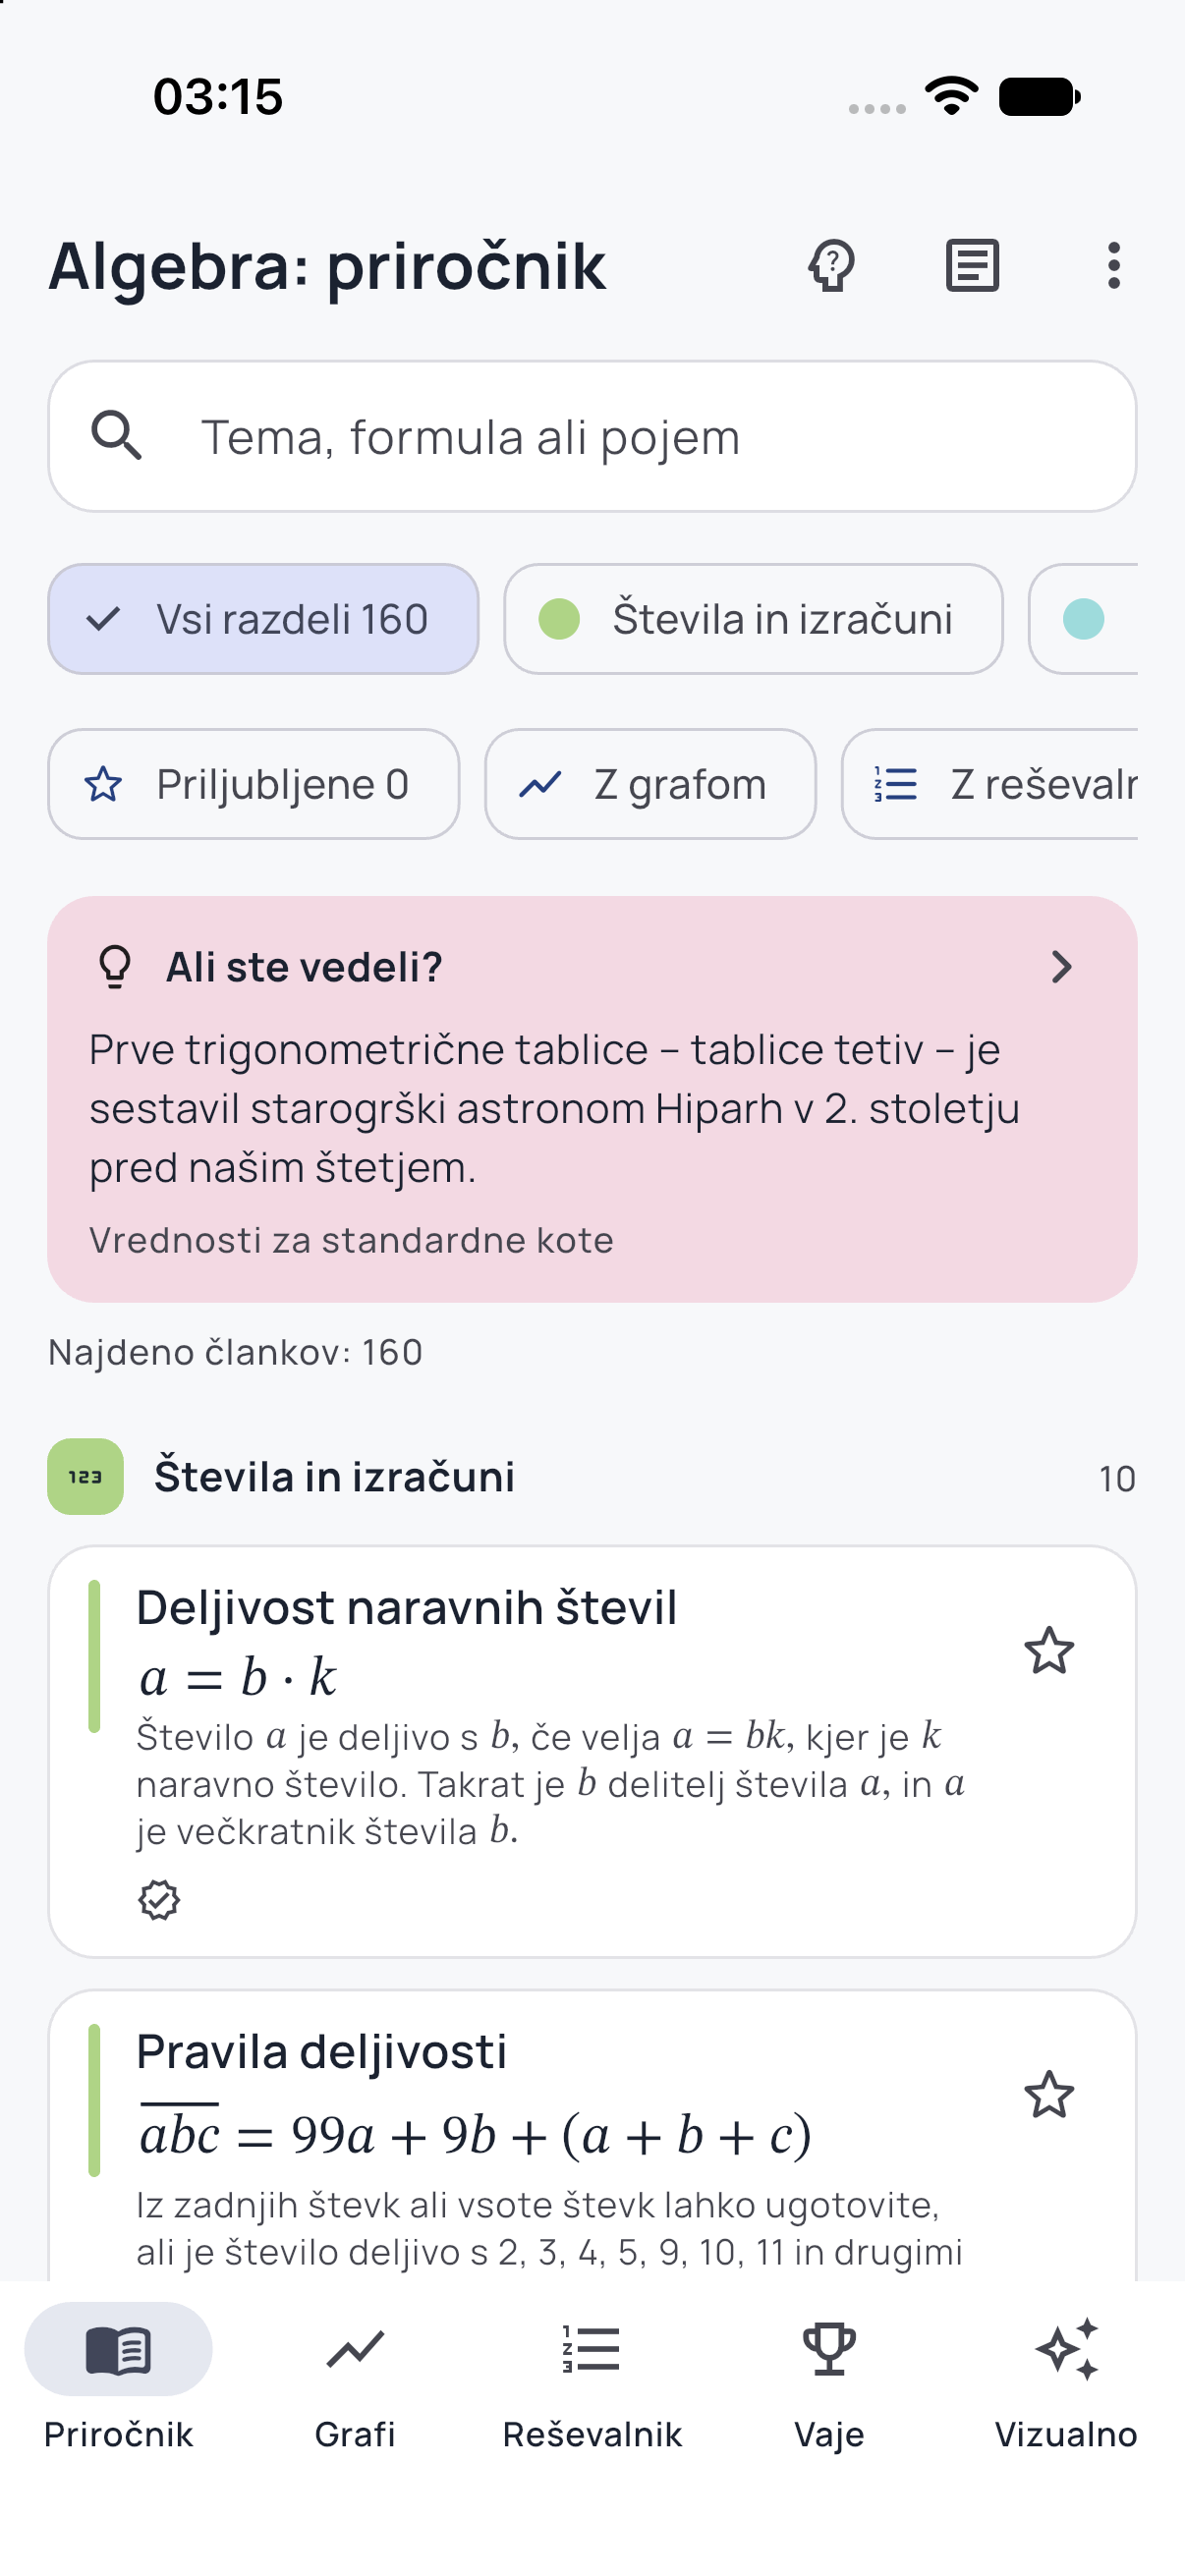 03:15
Algebra: priročnik
Tema, formula ali pojem
Vsi razdeli 160
Števila in izračuni
Priljubljene 0
Z grafom
Z
Ali ste vedeli?
Prve trigonometrične tablice – tablice tetiv – je
sestavil starogrški astronom Hiparh v 2. stoletju
pred našim štetjem.
Vrednosti za standardne kote
Najdeno člankov: 160
123 Števila in izračuni 10
Deljivost naravnih števil
a = b · k
Število a je deljivo s b, če velja a = bk, kjer je k
naravno število. Takrat je b delitelj števila a, in a
je večkratnik števila b.
Pravila deljivosti
\overline{abc} = 99a + 9b + (a + b + c)
Iz zadnjih števk ali vsote števk lahko ugotovite,
ali je število deljivo s 2, 3, 4, 5, 9, 10, 11 in drugimi
Priročnik
Grafi
Reševalnik
Vaje
Vizualno